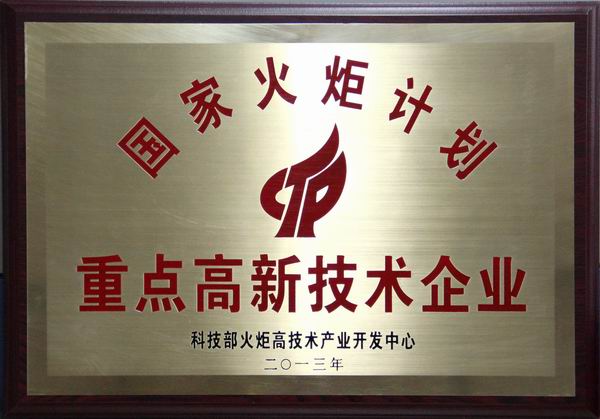 国家火炬计划
重点高新技术企业
科技部火炬高技术产业开发中心
二〇一三年